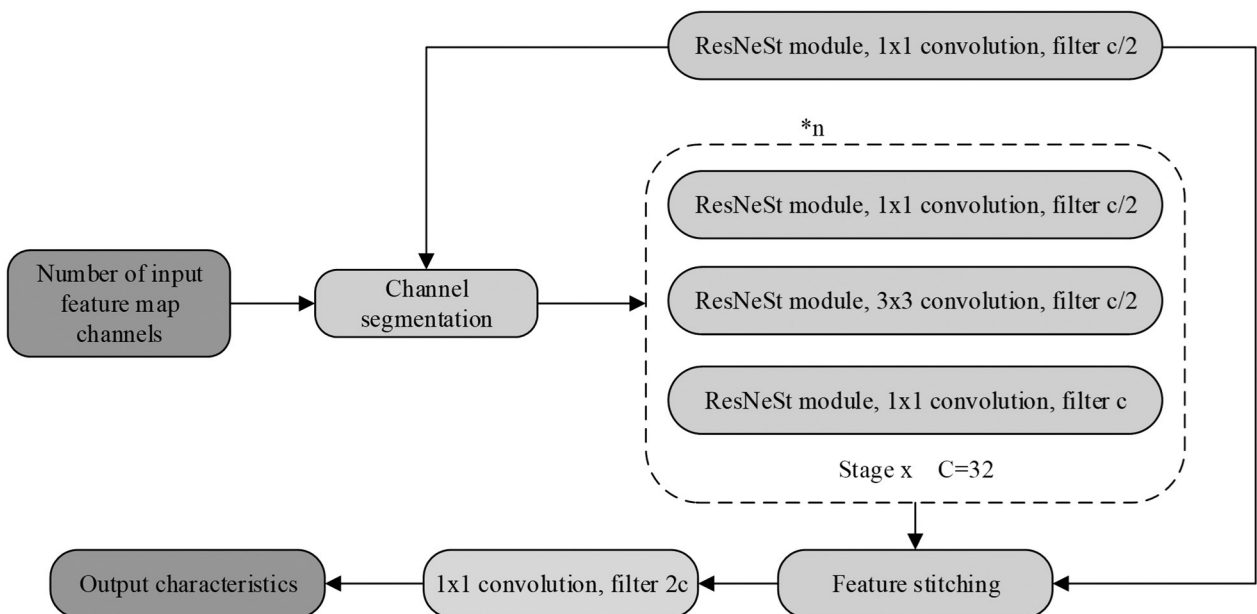 ResNeSt module, 1x1 convolution, filter c/2
*n
ResNeSt module, 1x1 convolution, filter c/2
Number of input
feature map
channels
Channel
segmentation
ResNeSt module, 3x3 convolution, filter c/2
ResNeSt module, 1x1 convolution, filter c
Stage x C=32
Output characteristics
1x1 convolution, filter 2c
Feature stitching